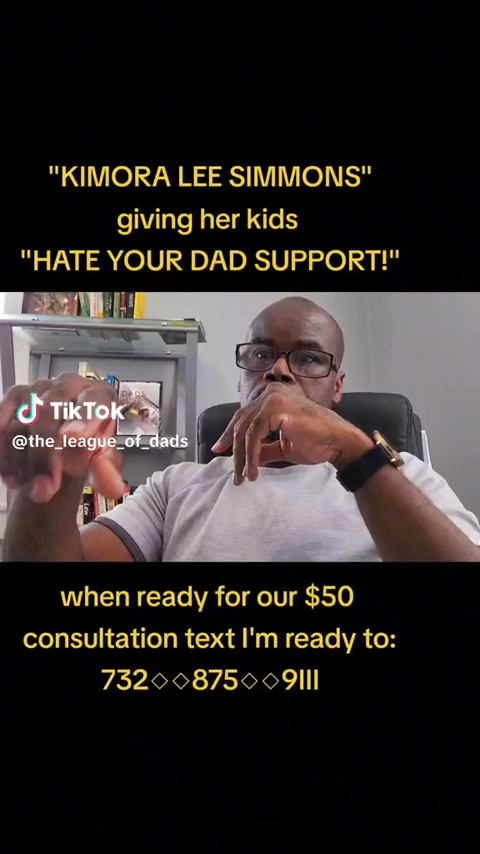 "KIMORA LEE SIMMONS"
giving her kids
"HATE YOUR DAD SUPPORT!"
DADS
TikTok
@the_league_of_dads
when ready for our $50
consultation text I'm ready to:
732◇◇875◇◇9III